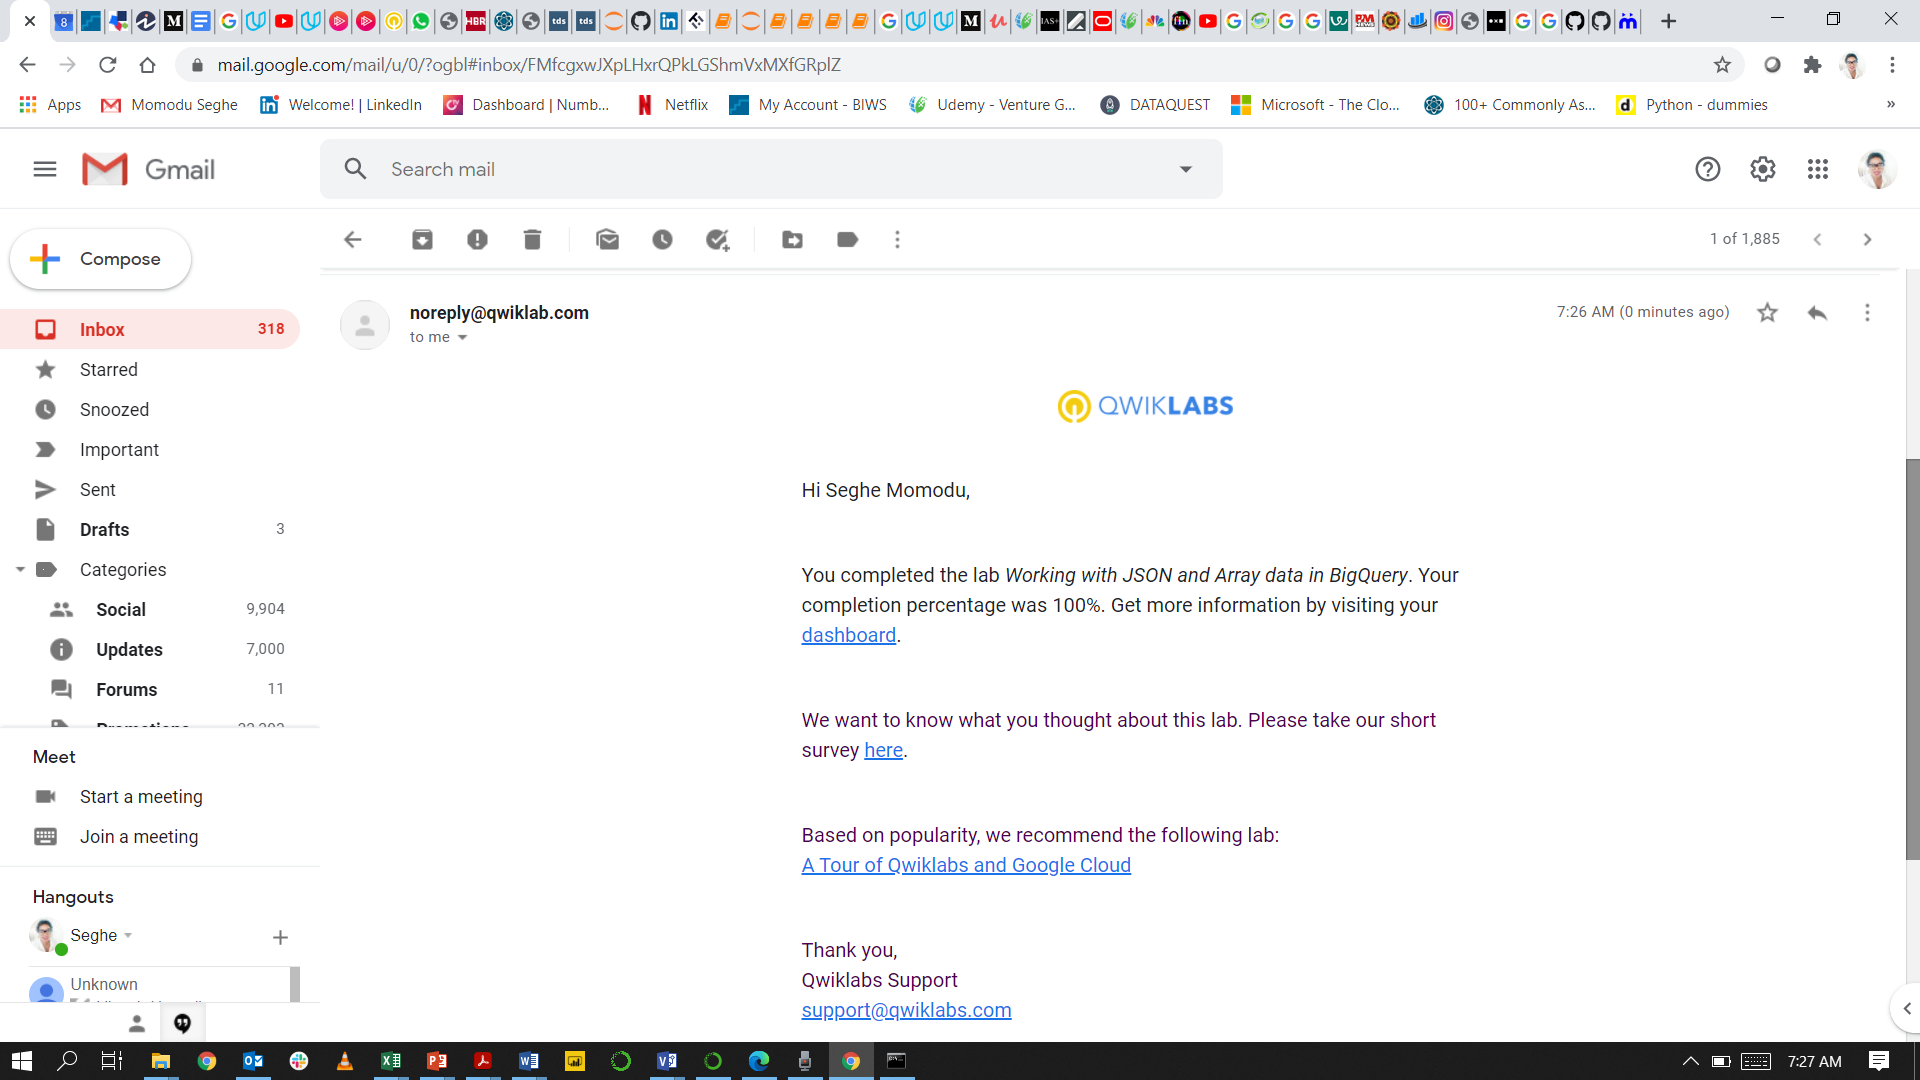 mail.google.com/mail/u/0/?ogbl#inbox/FMfcgxwJXpLHxrQPkLGShmVxMXfGRplZ
Apps
Momodu Seghe
Welcome! | LinkedIn
Dashboard | Numb...
Netflix
My Account - BIWS
Udemy - Venture G...
DATAQUEST
Microsoft - The Clo...
100+ Commonly As...
Python - dummies
»
Gmail
Search mail
Compose
1 of 1,885
Inbox 318
Starred
Snoozed
Important
Sent
Drafts 3
Categories
Social 9,904
Updates 7,000
Forums 11
Meet
Start a meeting
Join a meeting
Hangouts
Seghe
Unknown
noreply@qwiklab.com
7:26 AM (0 minutes ago)
to me
QWIKLABS
Hi Seghe Momodu,
You completed the lab Working with JSON and Array data in BigQuery. Your
completion percentage was 100%. Get more information by visiting your
dashboard.
We want to know what you thought about this lab. Please take our short
survey here.
Based on popularity, we recommend the following lab:
A Tour of Qwiklabs and Google Cloud
Thank you,
Qwiklabs Support
support@qwiklabs.com
7:27 AM